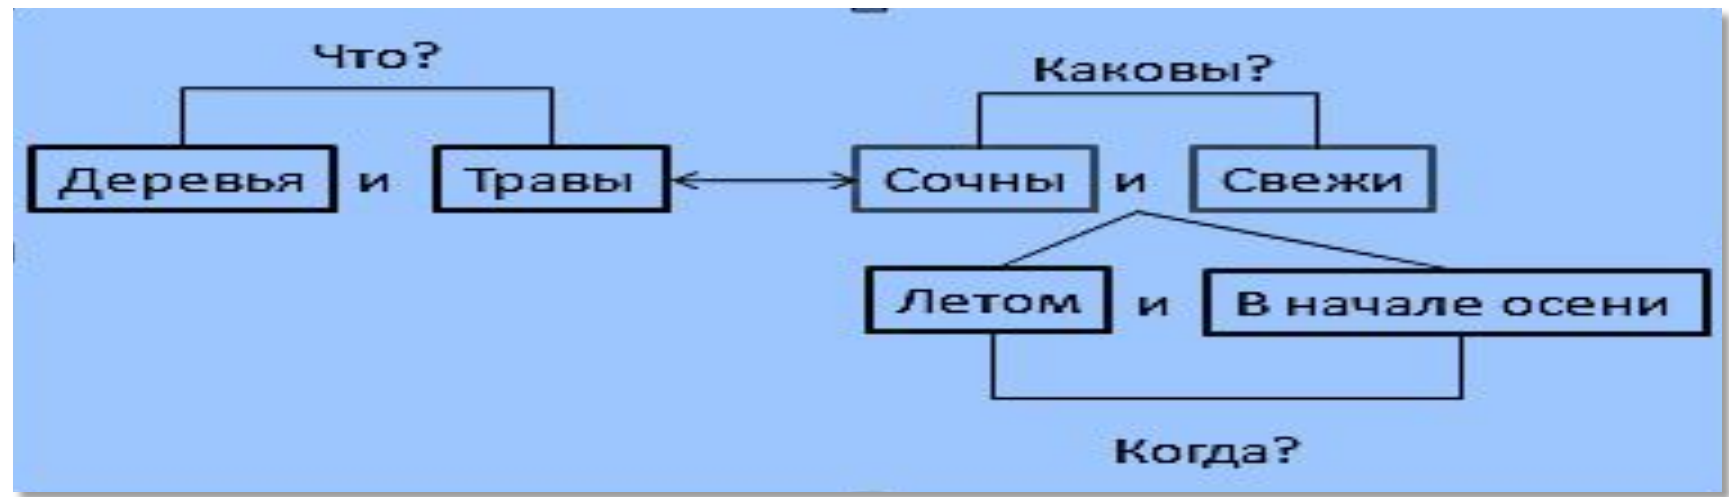 Что?
Каковы?
Деревья и Травы Сочны и Свежи
Летом и В начале осени
Когда?